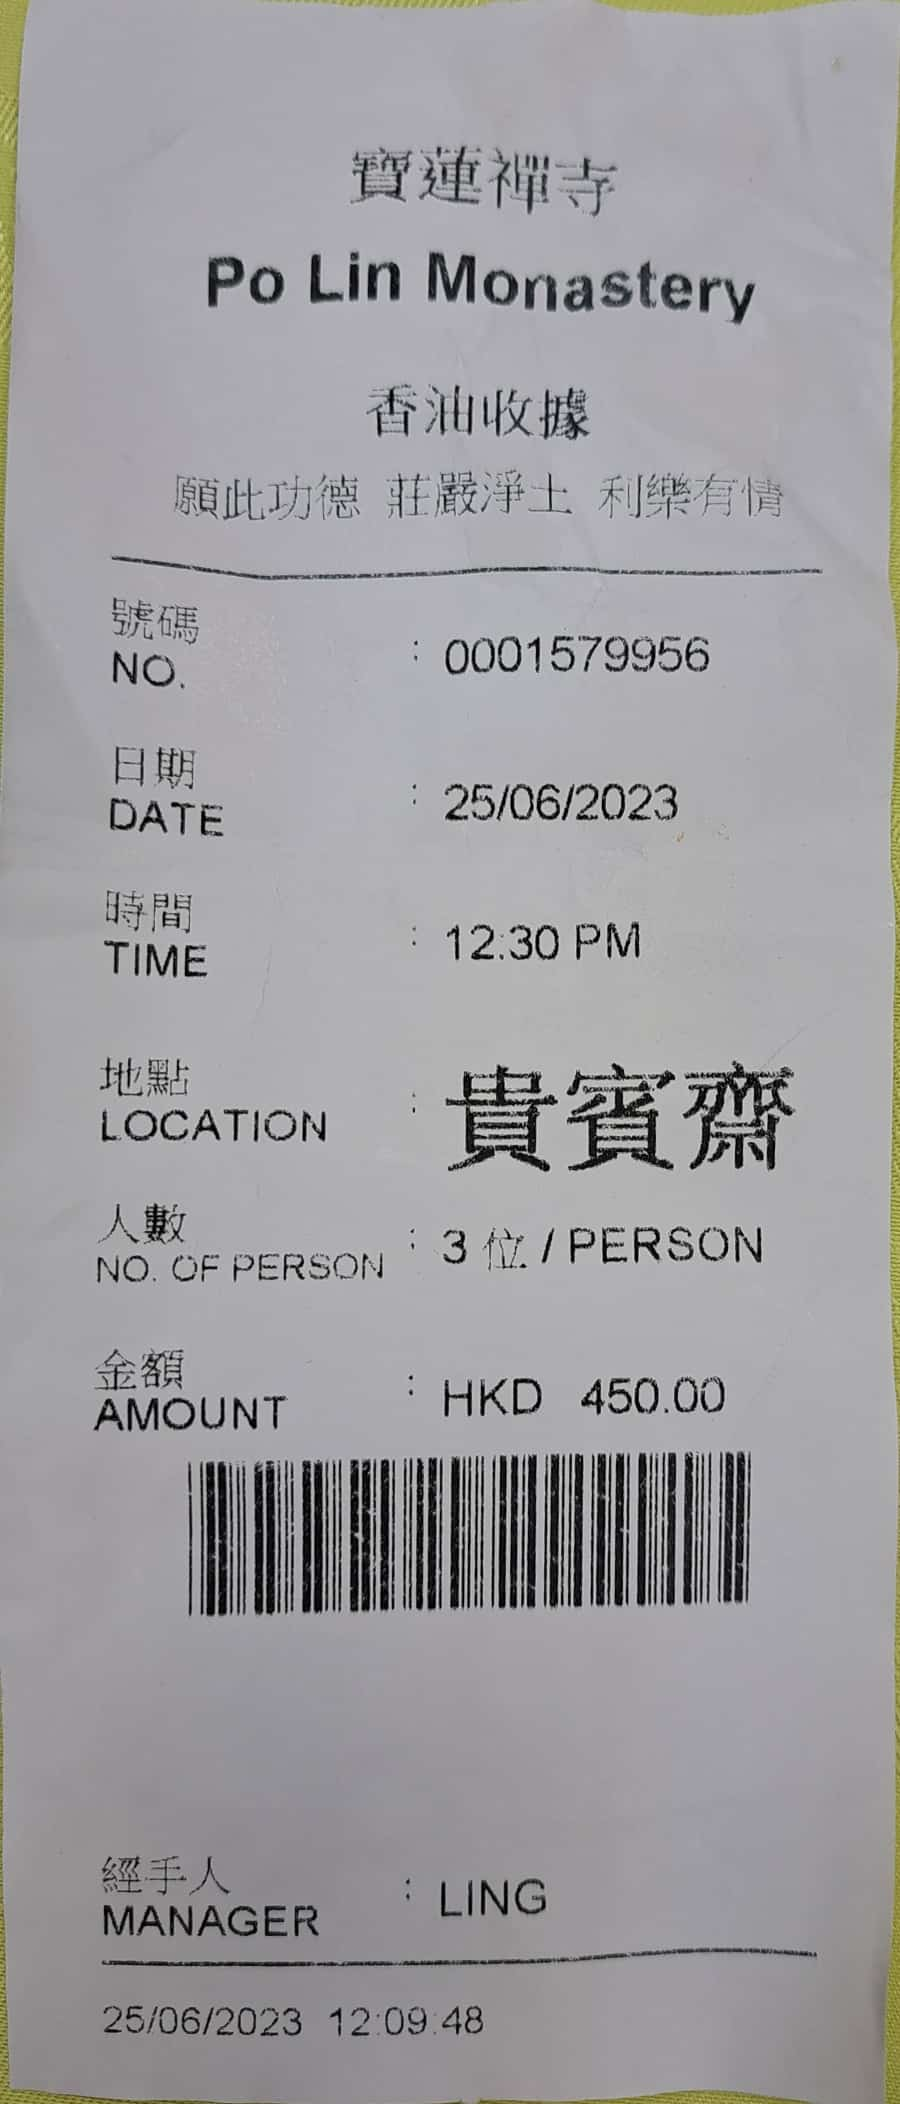 寶蓮禪寺
Po Lin Monastery
香油收據
願此功德 莊嚴淨土 利樂有情
號碼
NO. : 0001579956
日期
DATE : 25/06/2023
時間
TIME : 12:30 PM
地點
LOCATION : 貴賓齋
人數
NO. OF PERSON : 3 位 / PERSON
金額
AMOUNT : HKD 450.00
經手人
MANAGER : LING
25/06/2023 12:09:48